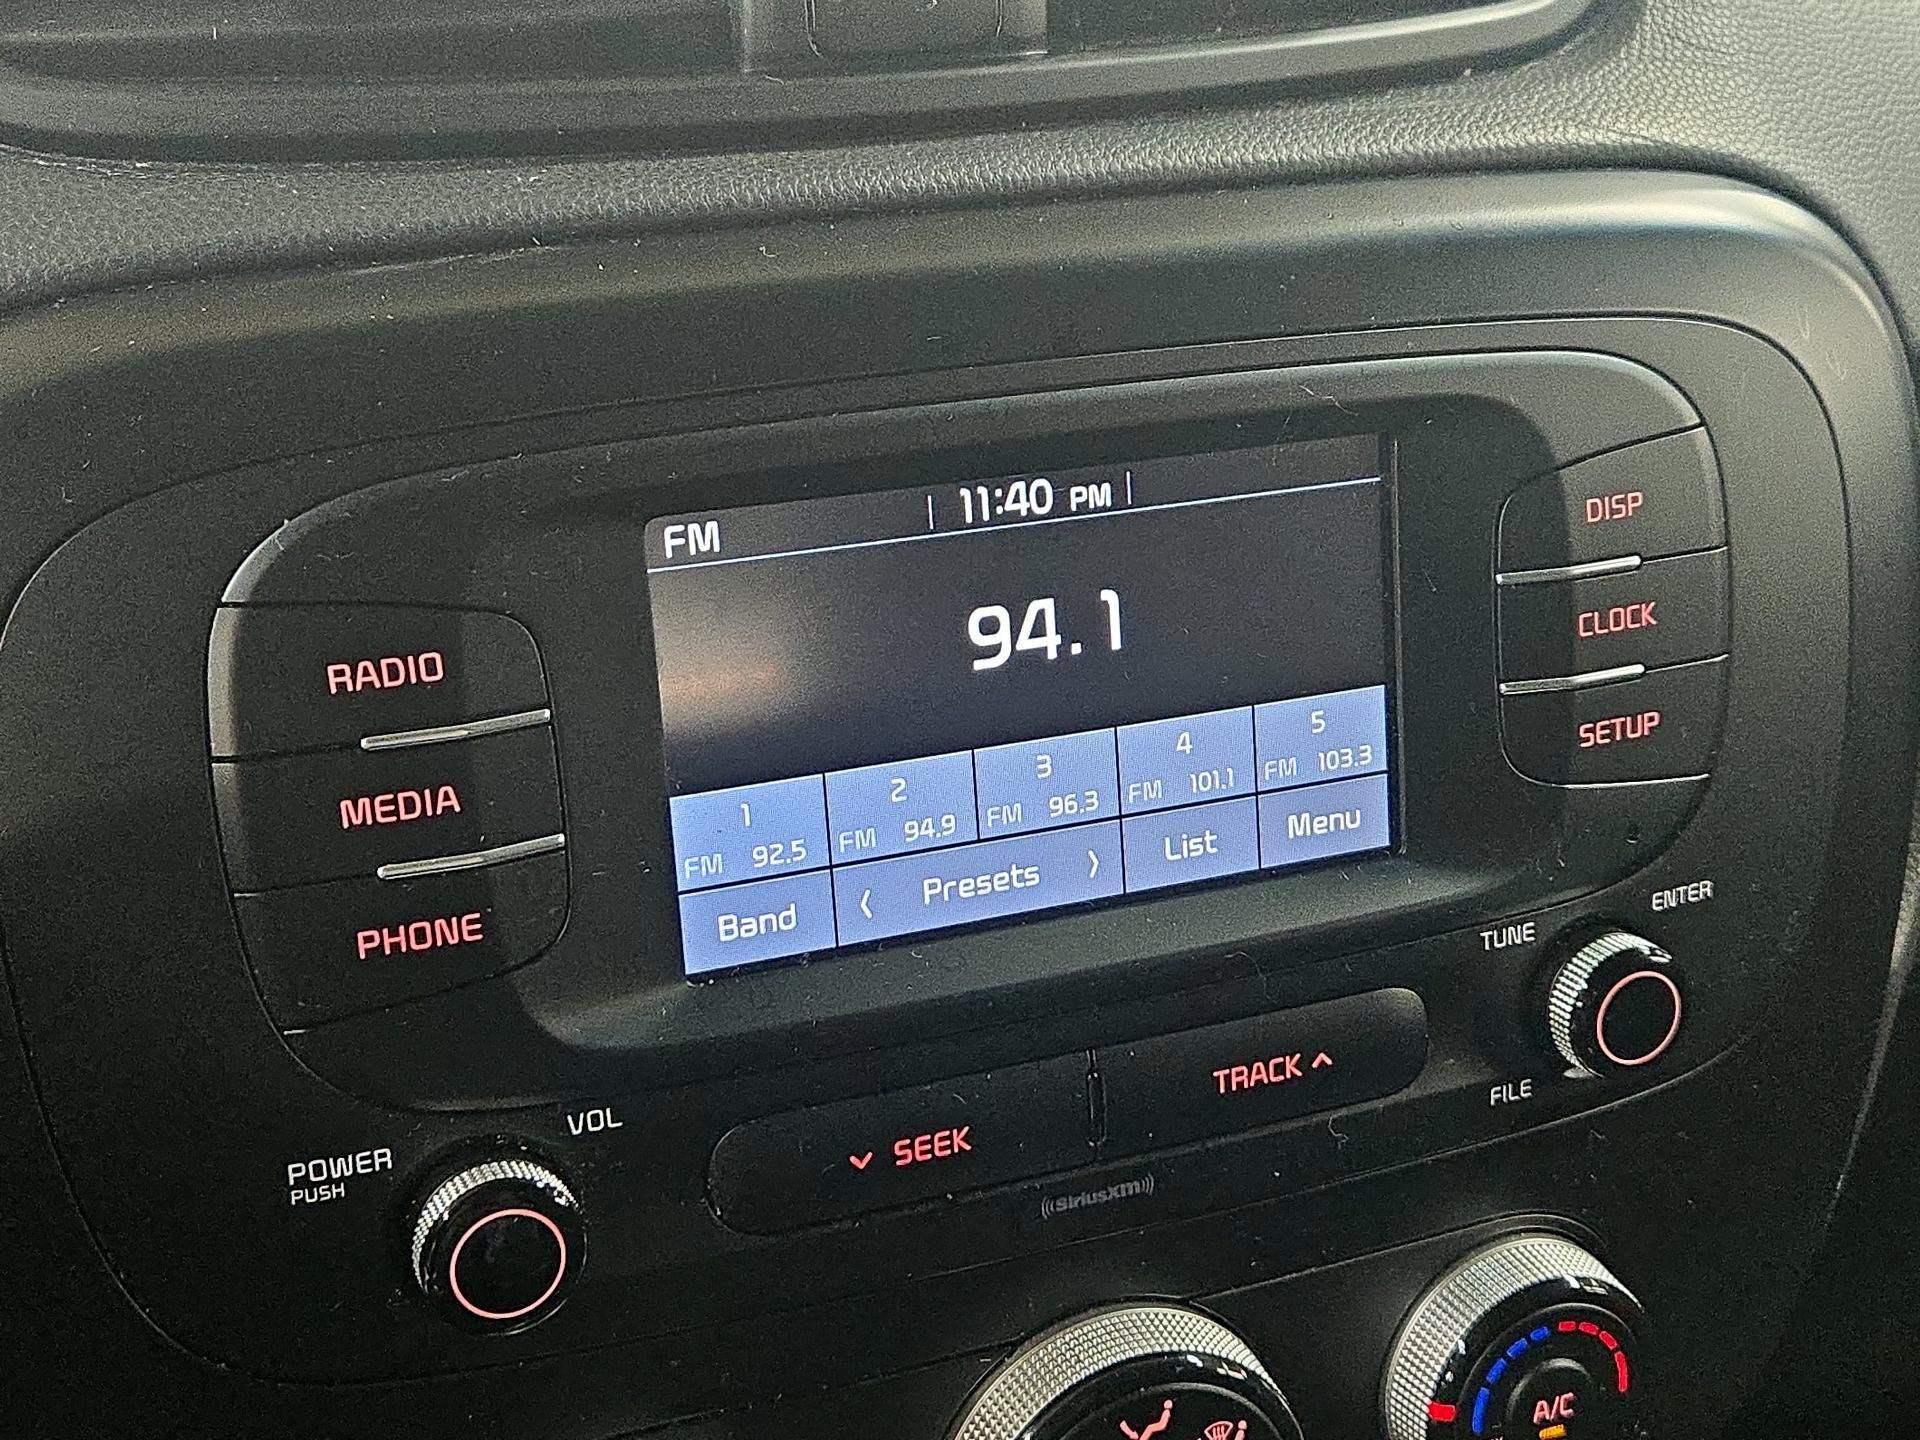 FM
11:40 PM
94.1
1
FM 92.5
2
FM 94.9
3
FM 96.3
4
FM 101.1
5
FM 103.3
Band
Presets
List
Menu
RADIO
MEDIA
PHONE
DISP
CLOCK
SETUP
POWER
PUSH
VOL
SEEK
TRACK
SiriusXM
TUNE
ENTER
FILE
A/C